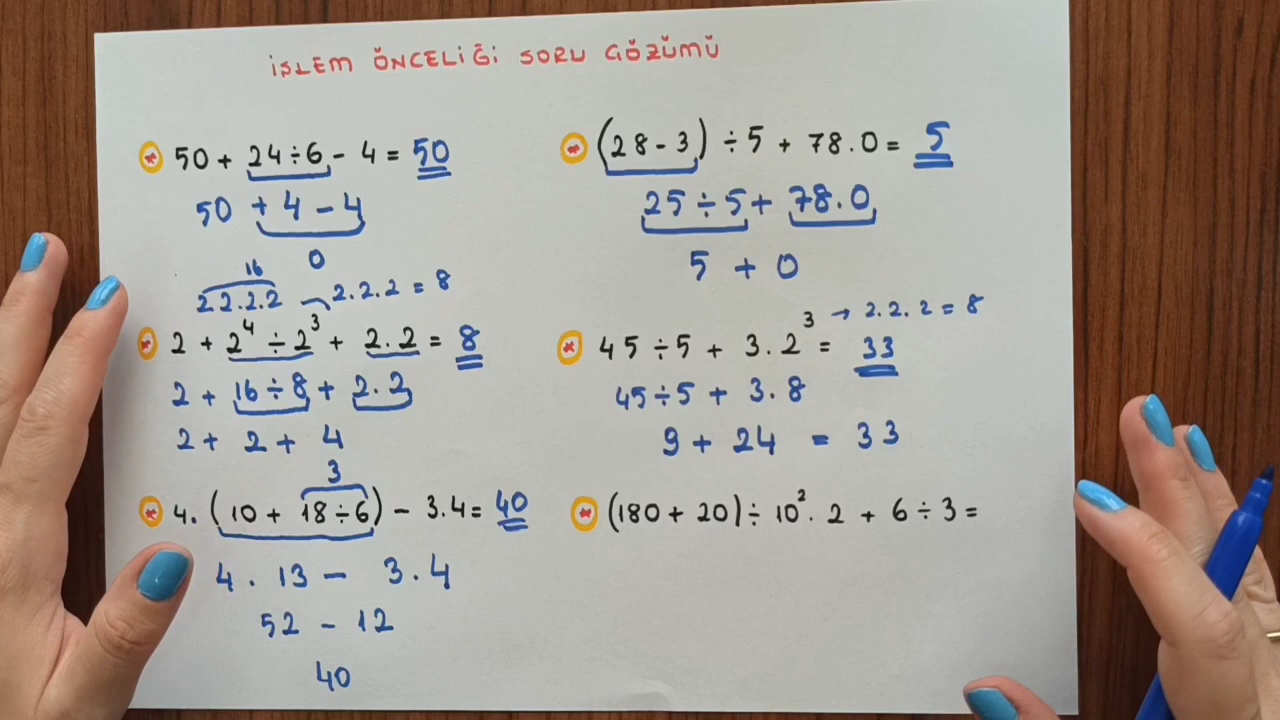 İŞLEM ÖNCELİĞİ SORU ÇÖZÜMÜ
50 + 24 ÷ 6 - 4 = 50
50 + 4 - 4
0
16
2.2.2.2 2.2.2 = 8
2 + 2⁴ ÷ 2³ + 2.2 = 8
2 + 16 ÷ 8 + 2.2
2 + 2 + 4
3
4. (10 + 18 ÷ 6) - 3.4 = 40
4 . 13 - 3.4
52 - 12
40
(28 - 3) ÷ 5 + 78.0 = 5
25 ÷ 5 + 78.0
5 + 0
→ 2.2.2 = 8
45 ÷ 5 + 3.2³ = 33
45 ÷ 5 + 3.8
9 + 24 = 33
(180 + 20) ÷ 10² . 2 + 6 ÷ 3 =